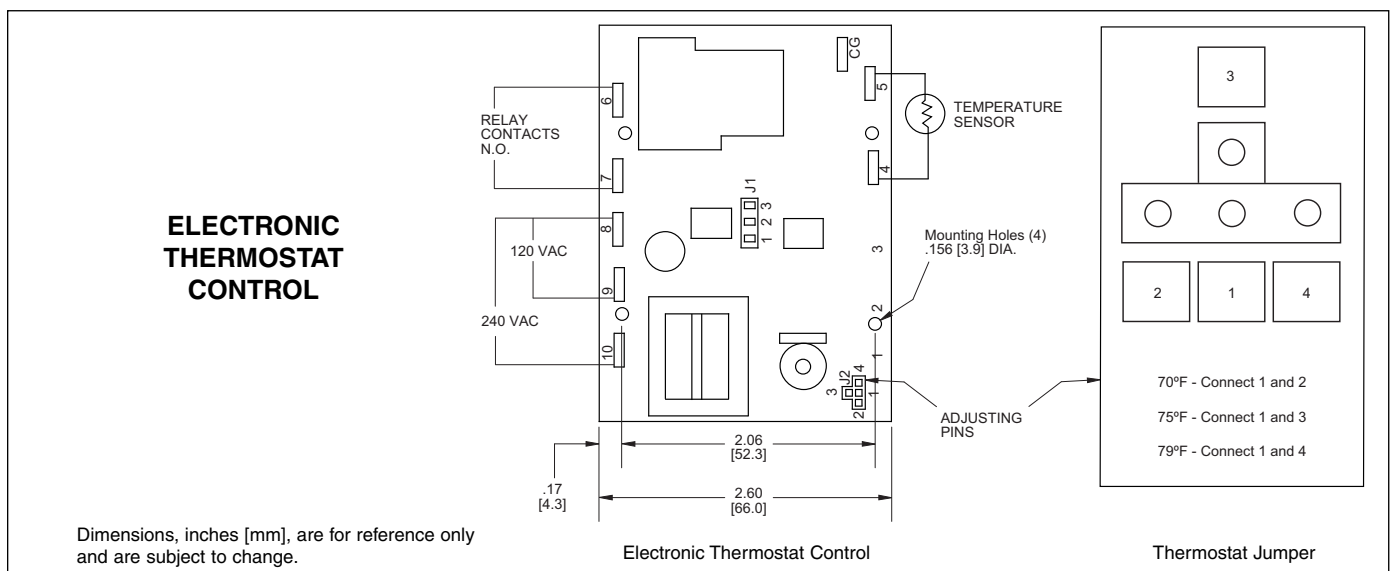 ELECTRONIC
THERMOSTAT
CONTROL
Dimensions, inches [mm], are for reference only
and are subject to change.
RELAY
CONTACTS
N.O.
120 VAC
240 VAC
6
7
8
9
10
CG
5
4
3
2
1
J1
3
2
1
J2
4
3
1
2
TEMPERATURE
SENSOR
Mounting Holes (4)
.156 [3.9] DIA.
ADJUSTING
PINS
2.06
[52.3]
.17
[4.3]
2.60
[66.0]
Electronic Thermostat Control
3
2
1
4
70ºF - Connect 1 and 2
75ºF - Connect 1 and 3
79ºF - Connect 1 and 4
Thermostat Jumper